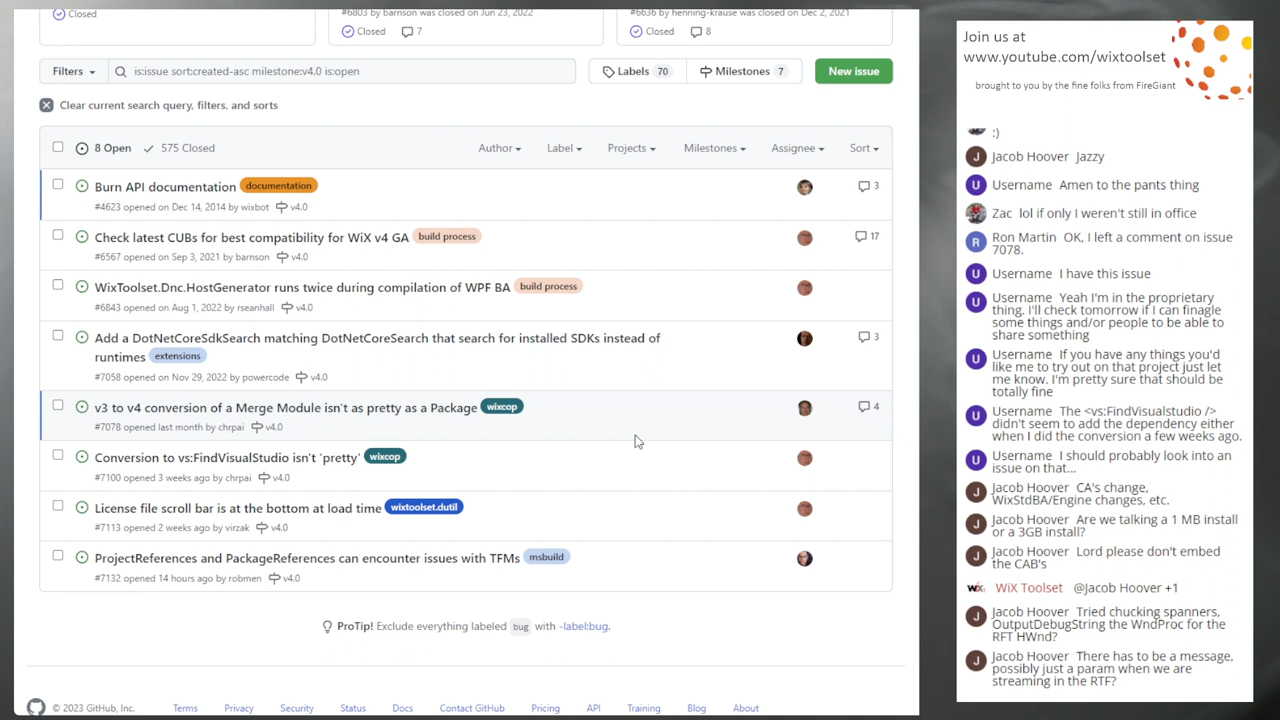 Closed
#6803 by barnson was closed on Jun 23, 2022
Closed 7
#6636 by henning-krause was closed on Dec 2, 2021
Closed 8
Filters
is:issue sort:created-asc milestone:v4.0 is:open
Labels 70
Milestones 7
New issue
Clear current search query, filters, and sorts
8 Open 575 Closed
Author Label Projects Milestones Assignee Sort
Burn API documentation documentation 3
#4623 opened on Dec 14, 2014 by wixbot v4.0
Check latest CUBs for best compatibility for WiX v4 GA build process 17
#6567 opened on Sep 3, 2021 by barnson v4.0
WixToolset.Dnc.HostGenerator runs twice during compilation of WPF BA build process
#6843 opened on Aug 1, 2022 by rseanhall v4.0
Add a DotNetCoreSdkSearch matching DotNetCoreSearch that search for installed SDKs instead of 3
runtimes extensions
#7058 opened on Nov 29, 2022 by powercode v4.0
v3 to v4 conversion of a Merge Module isn't as pretty as a Package wixcop 4
#7078 opened last month by chrpai v4.0
Conversion to vs:FindVisualStudio isn't 'pretty' wixcop
#7100 opened 3 weeks ago by chrpai v4.0
License file scroll bar is at the bottom at load time wixtoolset.dutil
#7113 opened 2 weeks ago by virzak v4.0
ProjectReferences and PackageReferences can encounter issues with TFMs msbuild
#7132 opened 14 hours ago by robmen v4.0
ProTip! Exclude everything labeled bug with -label:bug.
© 2023 GitHub, Inc. Terms Privacy Security Status Docs Contact GitHub Pricing API Training Blog About
Join us at
www.youtube.com/wixtoolset
brought to you by the fine folks from FireGiant
:)
J Jacob Hoover Jazzy
U Username Amen to the pants thing
Zac lol if only I weren't still in office
R Ron Martin OK, I left a comment on issue
7078.
U Username I have this issue
U Username Yeah I'm in the proprietary
thing. I'll check tomorrow if I can finagle
some things and/or people to be able to
share something
U Username If you have any things you'd
like me to try out on that project just let
me know. I'm pretty sure that should be
totally fine
U Username The <vs:FindVisualstudio />
didn't seem to add the dependency either
when I did the conversion a few weeks ago.
U Username I should probably look into an
issue on that...
J Jacob Hoover CA's change,
WixStdBA/Engine changes, etc.
J Jacob Hoover Are we talking a 1 MB install
or a 3GB install?
J Jacob Hoover Lord please don't embed
the CAB's
WiX WiX Toolset @Jacob Hoover +1
J Jacob Hoover Tried chucking spanners,
OutputDebugString the WndProc for the
RFT HWnd?
J Jacob Hoover There has to be a message,
possibly just a param when we are
streaming in the RTF?